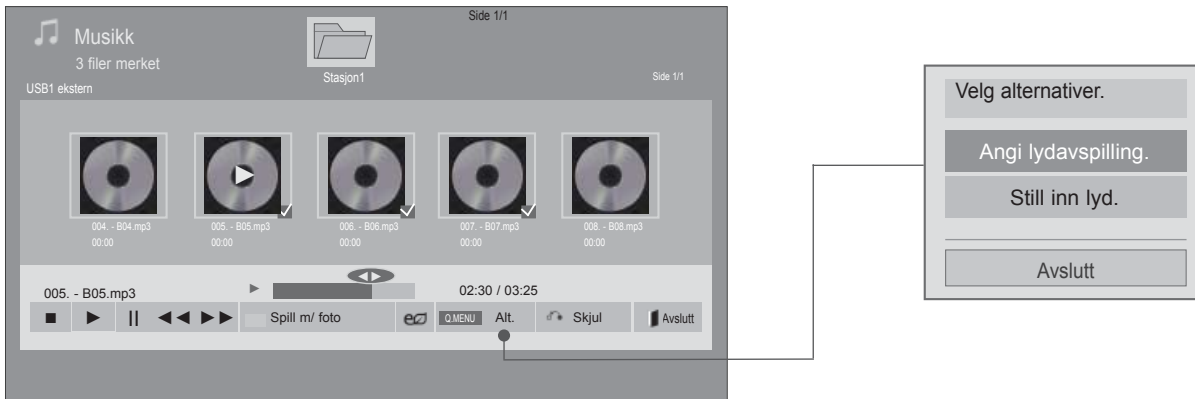 Side 1/1
Musikk
3 filer merket
Stasjon1
Side 1/1
USB1 ekstern
004. - B04.mp3
00:00
005. - B05.mp3
00:00
006. - B06.mp3
00:00
007. - B07.mp3
00:00
008. - B08.mp3
00:00
005. - B05.mp3
02:30 / 03:25
Spill m/ foto
Q.MENU Alt.
Skjul
Avslutt
Velg alternativer.
Angi lydavspilling.
Still inn lyd.
Avslutt